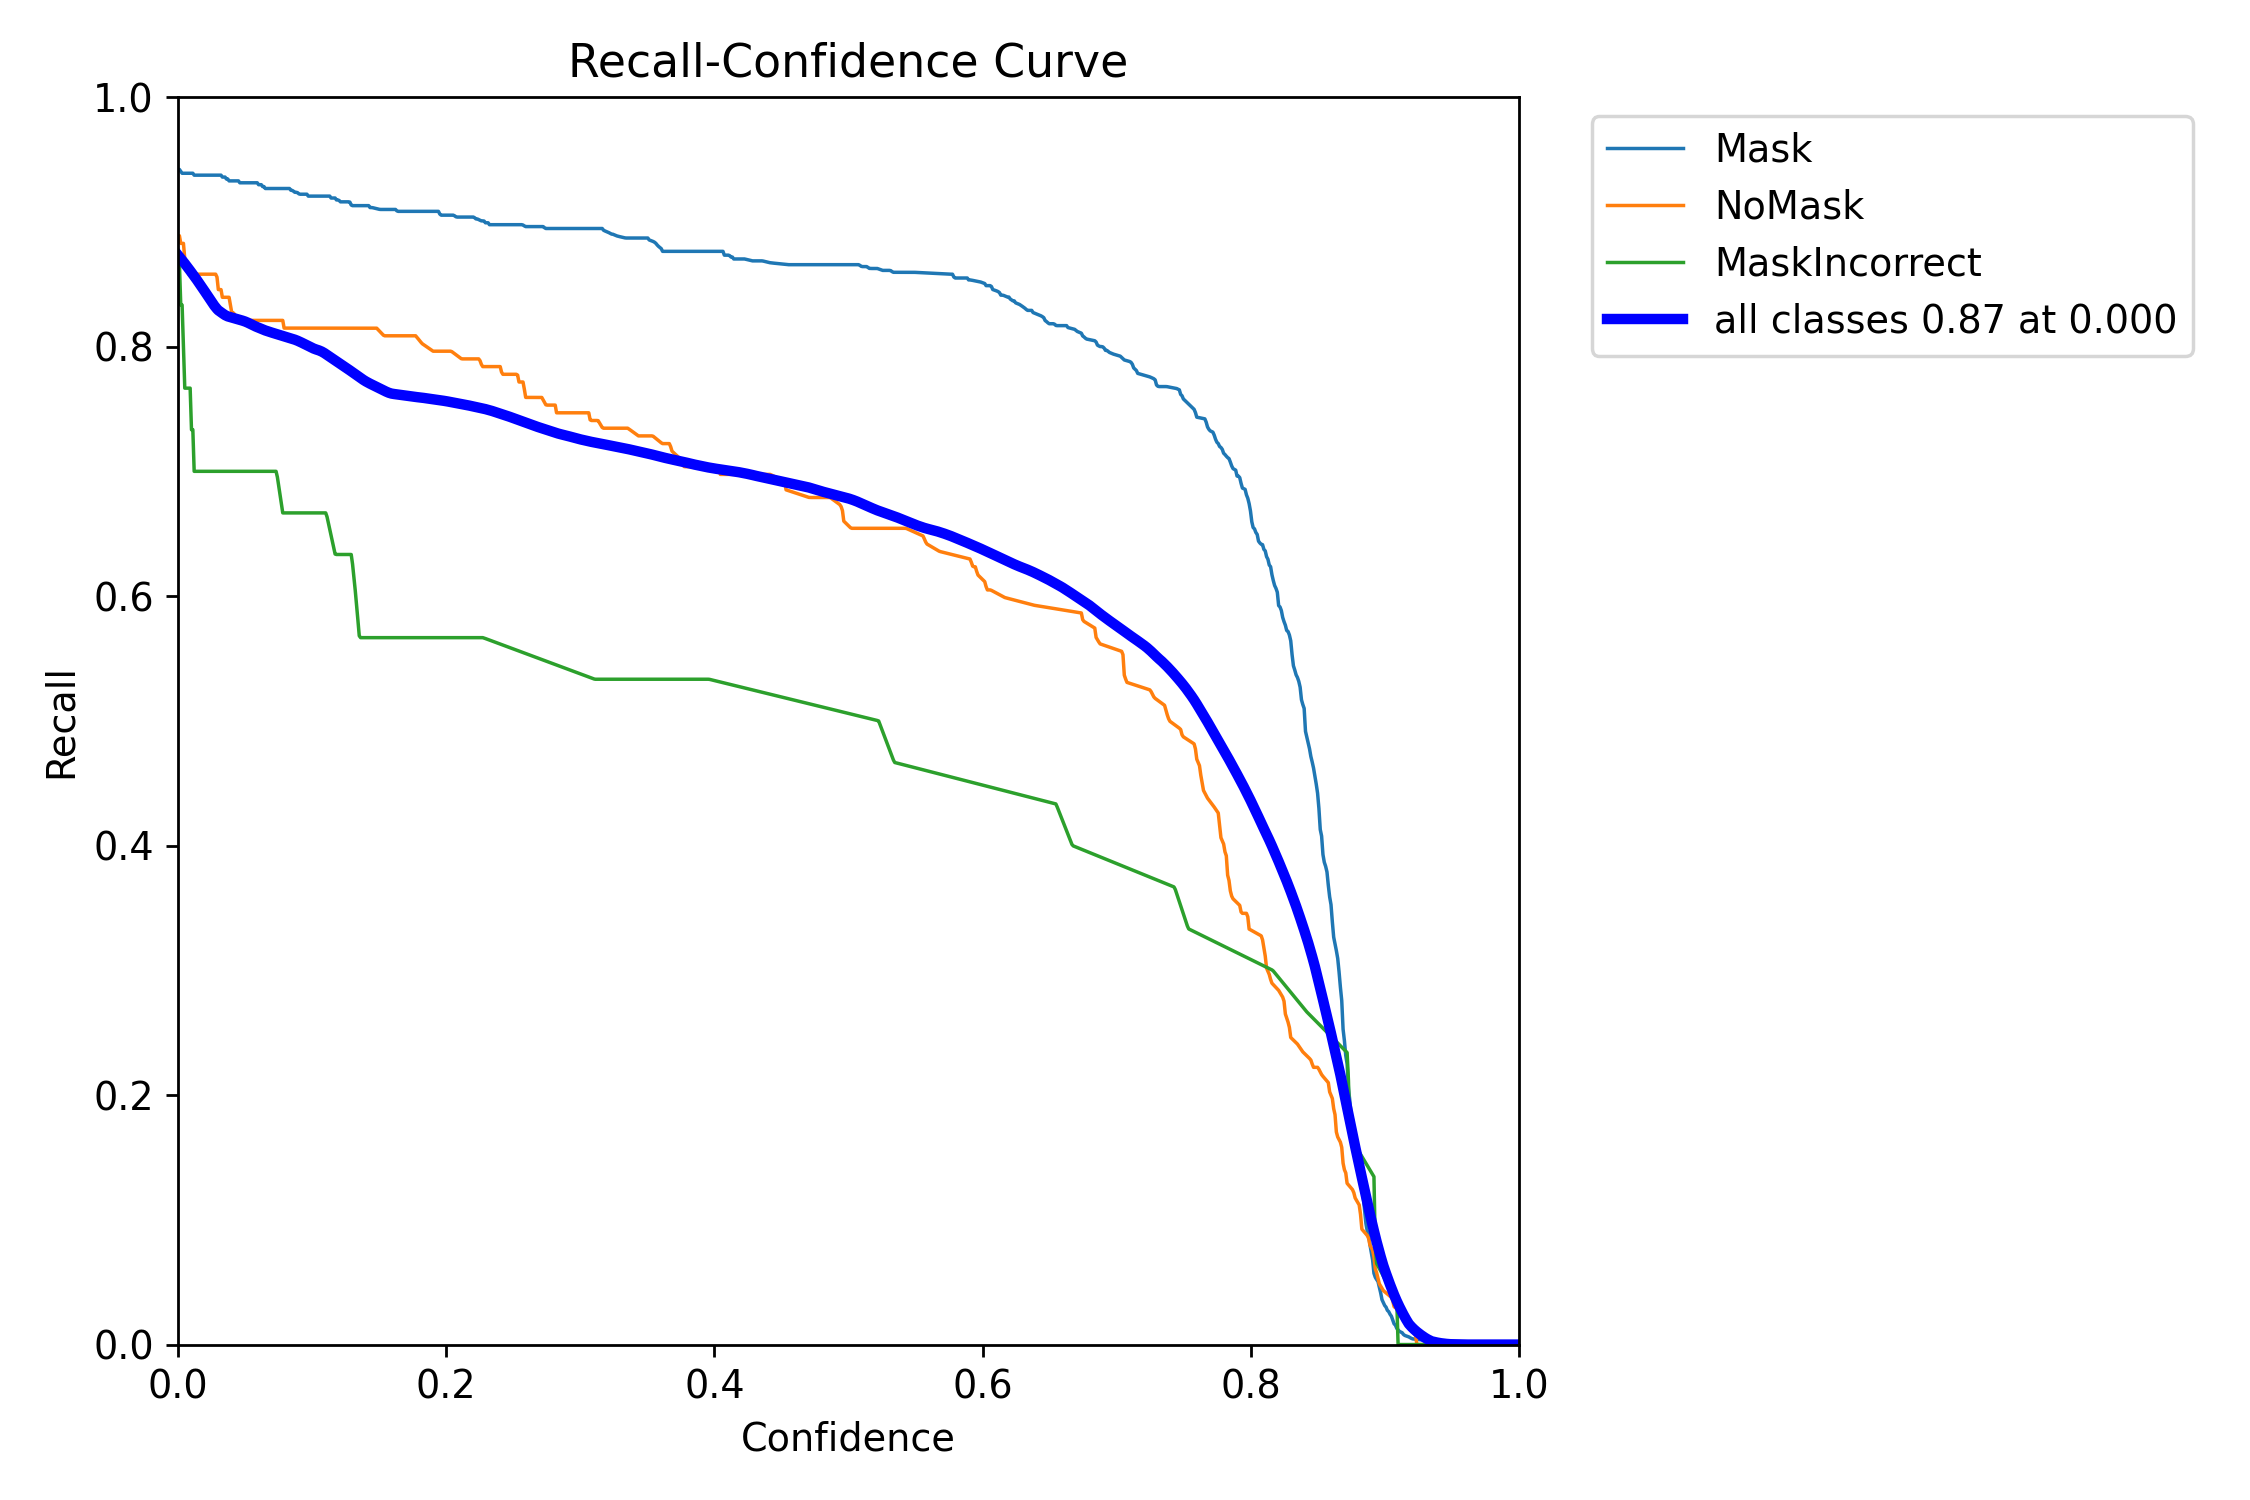 Recall-Confidence Curve
1.0
0.8
0.6
0.4
0.2
0.0
Recall
0.0 0.2 0.4 0.6 0.8 1.0
Confidence
Mask
NoMask
MaskIncorrect
all classes 0.87 at 0.000